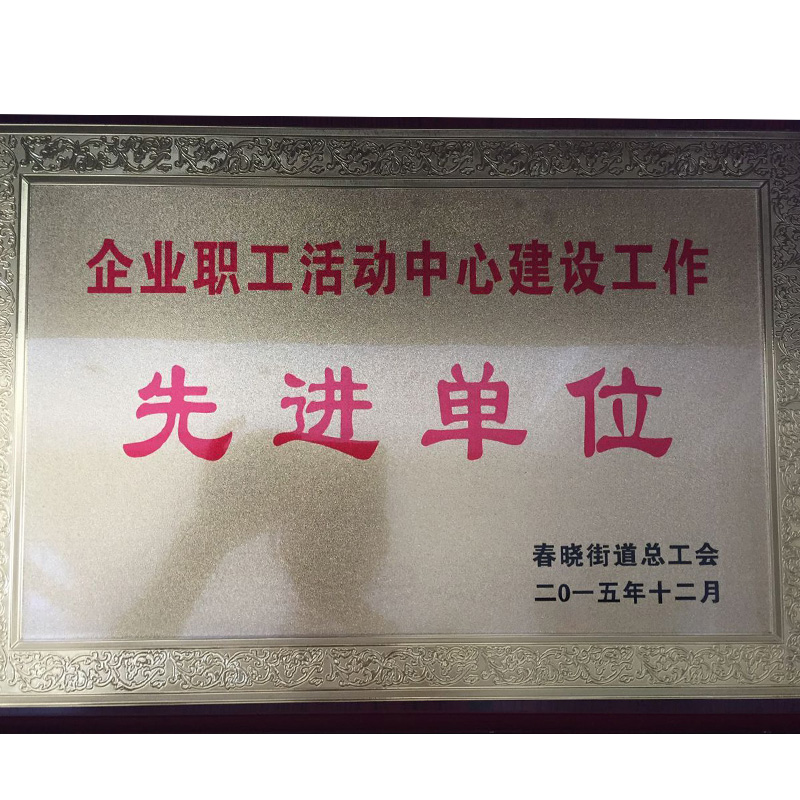 企业职工活动中心建设工作
先进单位
春晓街道总工会
二0一五年十二月